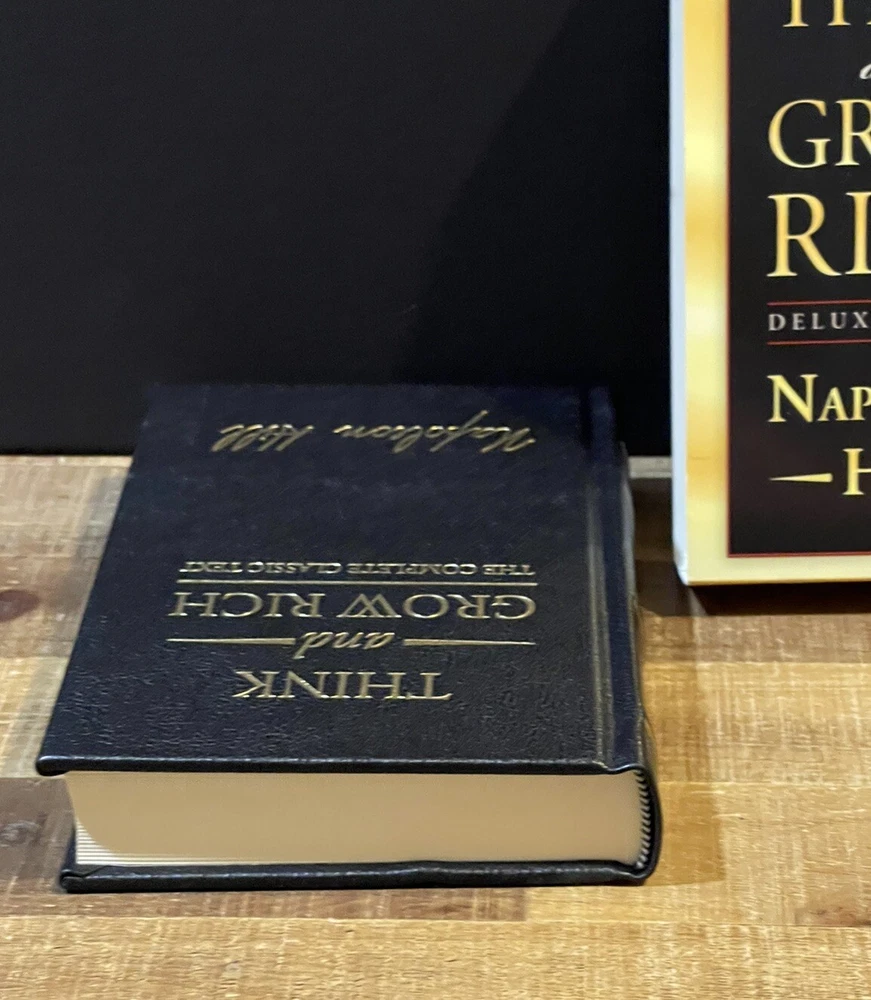 THINK
and
GROW RICH
THE COMPLETE CLASSIC TEXT
Napoleon Hill
GR
RI
DELUX
NAP
H